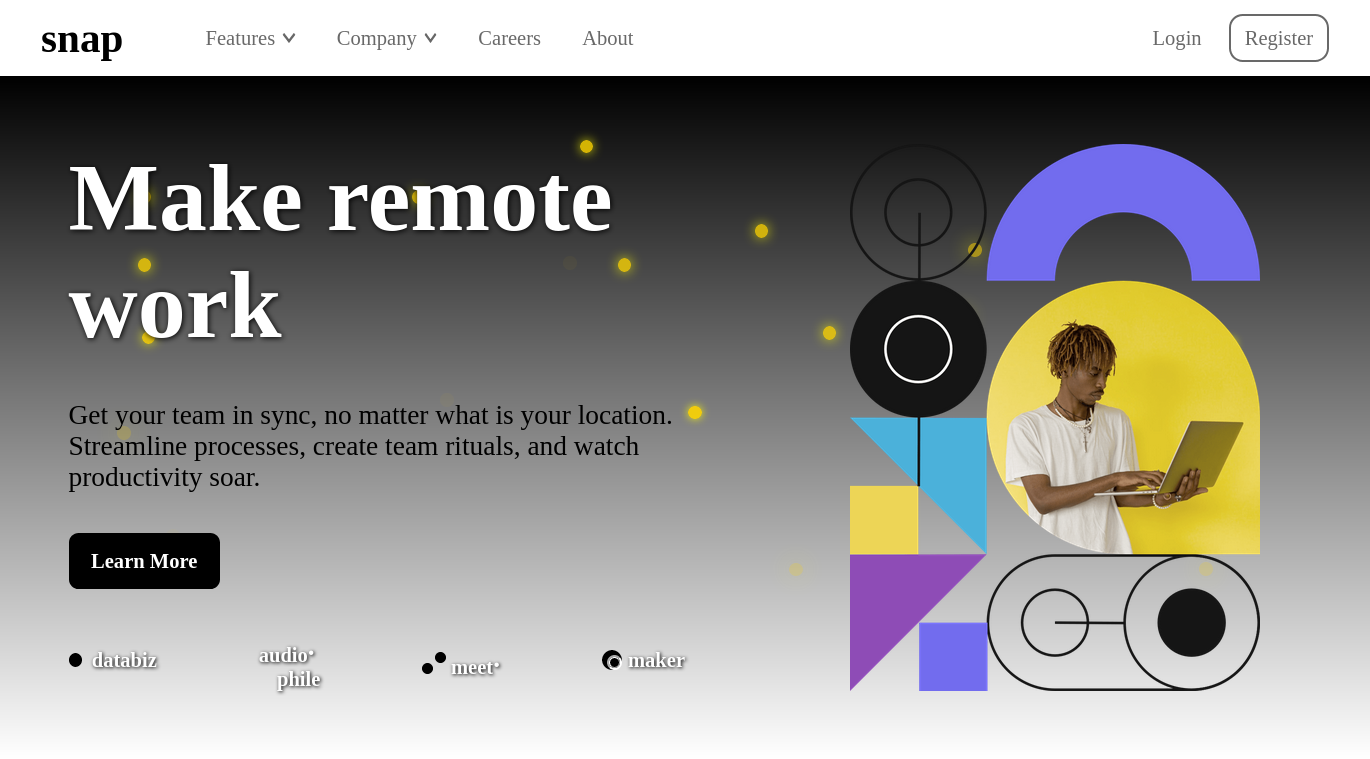 snap
Features
Company
Careers
About
Login
Register
Make remote
work
Get your team in sync, no matter what is your location.
Streamline processes, create team rituals, and watch
productivity soar.
Learn More
databiz
audio
phile
meet
maker